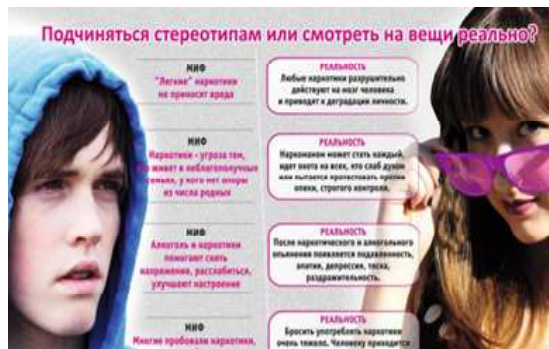 Подчиняться стереотипам или смотреть на вещи реально?
МИФ
"Легкие" наркотики
не приносят вреда
РЕАЛЬНОСТЬ
Любые наркотики разрушительно
действуют на мозг человека
и приводят к деградации личности.
МИФ
Наркотики - угроза тем,
кто живет в неблагополучных
семьях, у кого нет опоры
из числа родных
РЕАЛЬНОСТЬ
Наркоманом может стать каждый,
идет охота на всех, кто слаб духом
или пытается протестовать против
опеки, строгого контроля.
МИФ
Алкоголь и наркотики
помогают снять
напряжение, расслабиться,
улучшают настроение
РЕАЛЬНОСТЬ
После наркотического и алкогольного
опьянения появляется подавленность,
апатия, депрессия, тоска,
раздражительность.
МИФ
Многие пробовали наркотики,
РЕАЛЬНОСТЬ
Бросить употреблять наркотики
очень тяжело. Человеку приходится